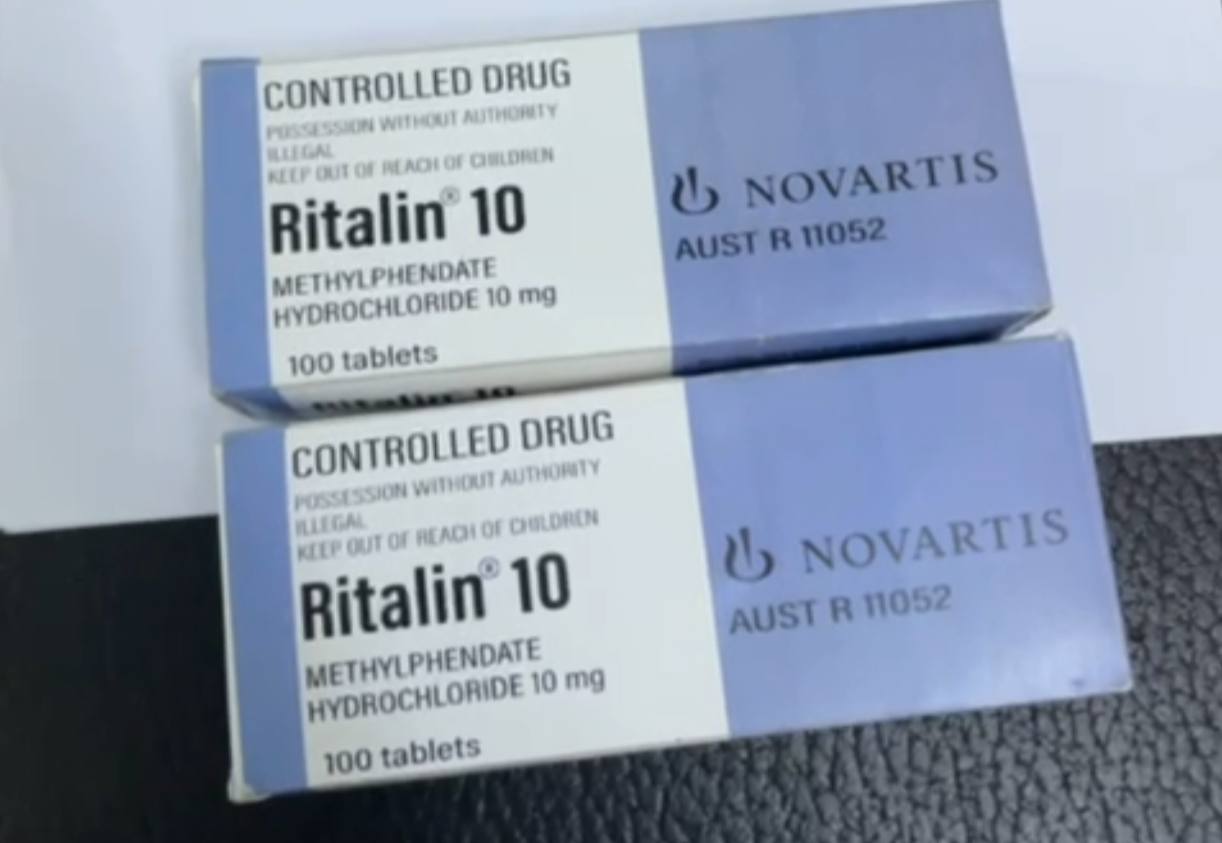 CONTROLLED DRUG
POSSESSION WITHOUT AUTHORITY
ILLEGAL
KEEP OUT OF REACH OF CHILDREN
Ritalin® 10
METHYLPHENDATE
HYDROCHLORIDE 10 mg
100 tablets
NOVARTIS
AUST R 11052
Ritalin 10
CONTROLLED DRUG
POSSESSION WITHOUT AUTHORITY
ILLEGAL
KEEP OUT OF REACH OF CHILDREN
Ritalin® 10
METHYLPHENDATE
HYDROCHLORIDE 10 mg
100 tablets
NOVARTIS
AUST R 11052